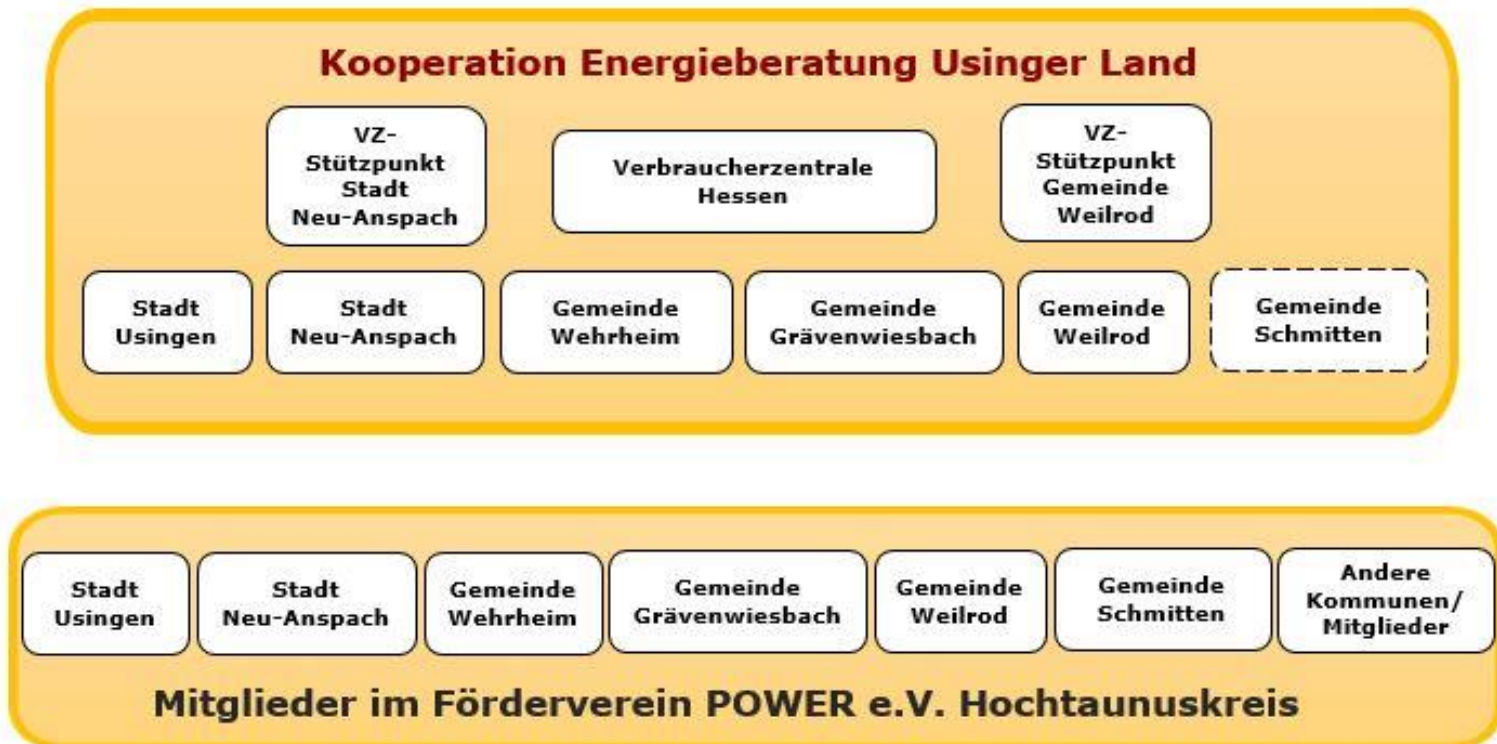 Kooperation Energieberatung Usinger Land
VZ-
Stützpunkt
Stadt
Neu-Anspach
Verbraucherzentrale
Hessen
VZ-
Stützpunkt
Gemeinde
Weilrod
Stadt
Usingen
Stadt
Neu-Anspach
Gemeinde
Wehrheim
Gemeinde
Grävenwiesbach
Gemeinde
Weilrod
Gemeinde
Schmitten
Stadt
Usingen
Stadt
Neu-Anspach
Gemeinde
Wehrheim
Gemeinde
Grävenwiesbach
Gemeinde
Weilrod
Gemeinde
Schmitten
Andere
Kommunen/
Mitglieder
Mitglieder im Förderverein POWER e.V. Hochtaunuskreis